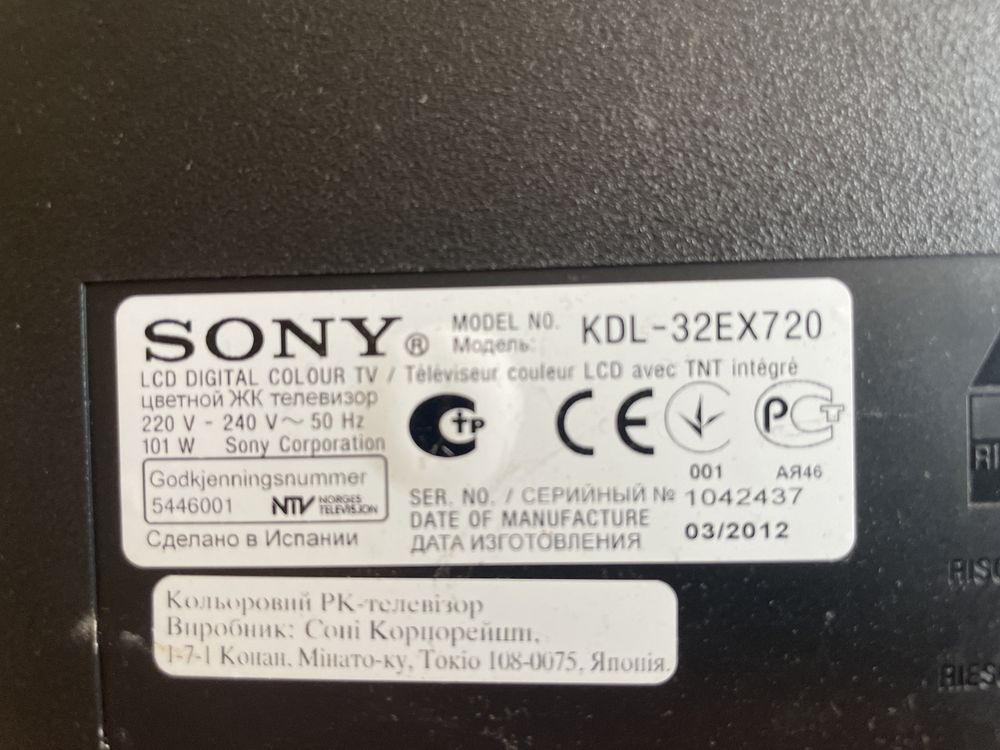 SONY®
MODEL NO. KDL-32EX720
Модель:
LCD DIGITAL COLOUR TV / Téléviseur couleur LCD avec TNT intégré
цветной ЖК телевизор
220 V - 240 V~ 50 Hz
101 W Sony Corporation
CE
001 АЯ46
Godkjenningsnummer
5446001 NTV NORGES TELEVISJON
SER. NO. / СЕРИЙНЫЙ № 1042437
DATE OF MANUFACTURE
ДАТА ИЗГОТОВЛЕНИЯ 03/2012
Сделано в Испании
Кольоровий РК-телевізор
Виробник: Соні Корпорейшн,
1-7-1 Конан, Мінато-ку, Токіо 108-0075, Японія.